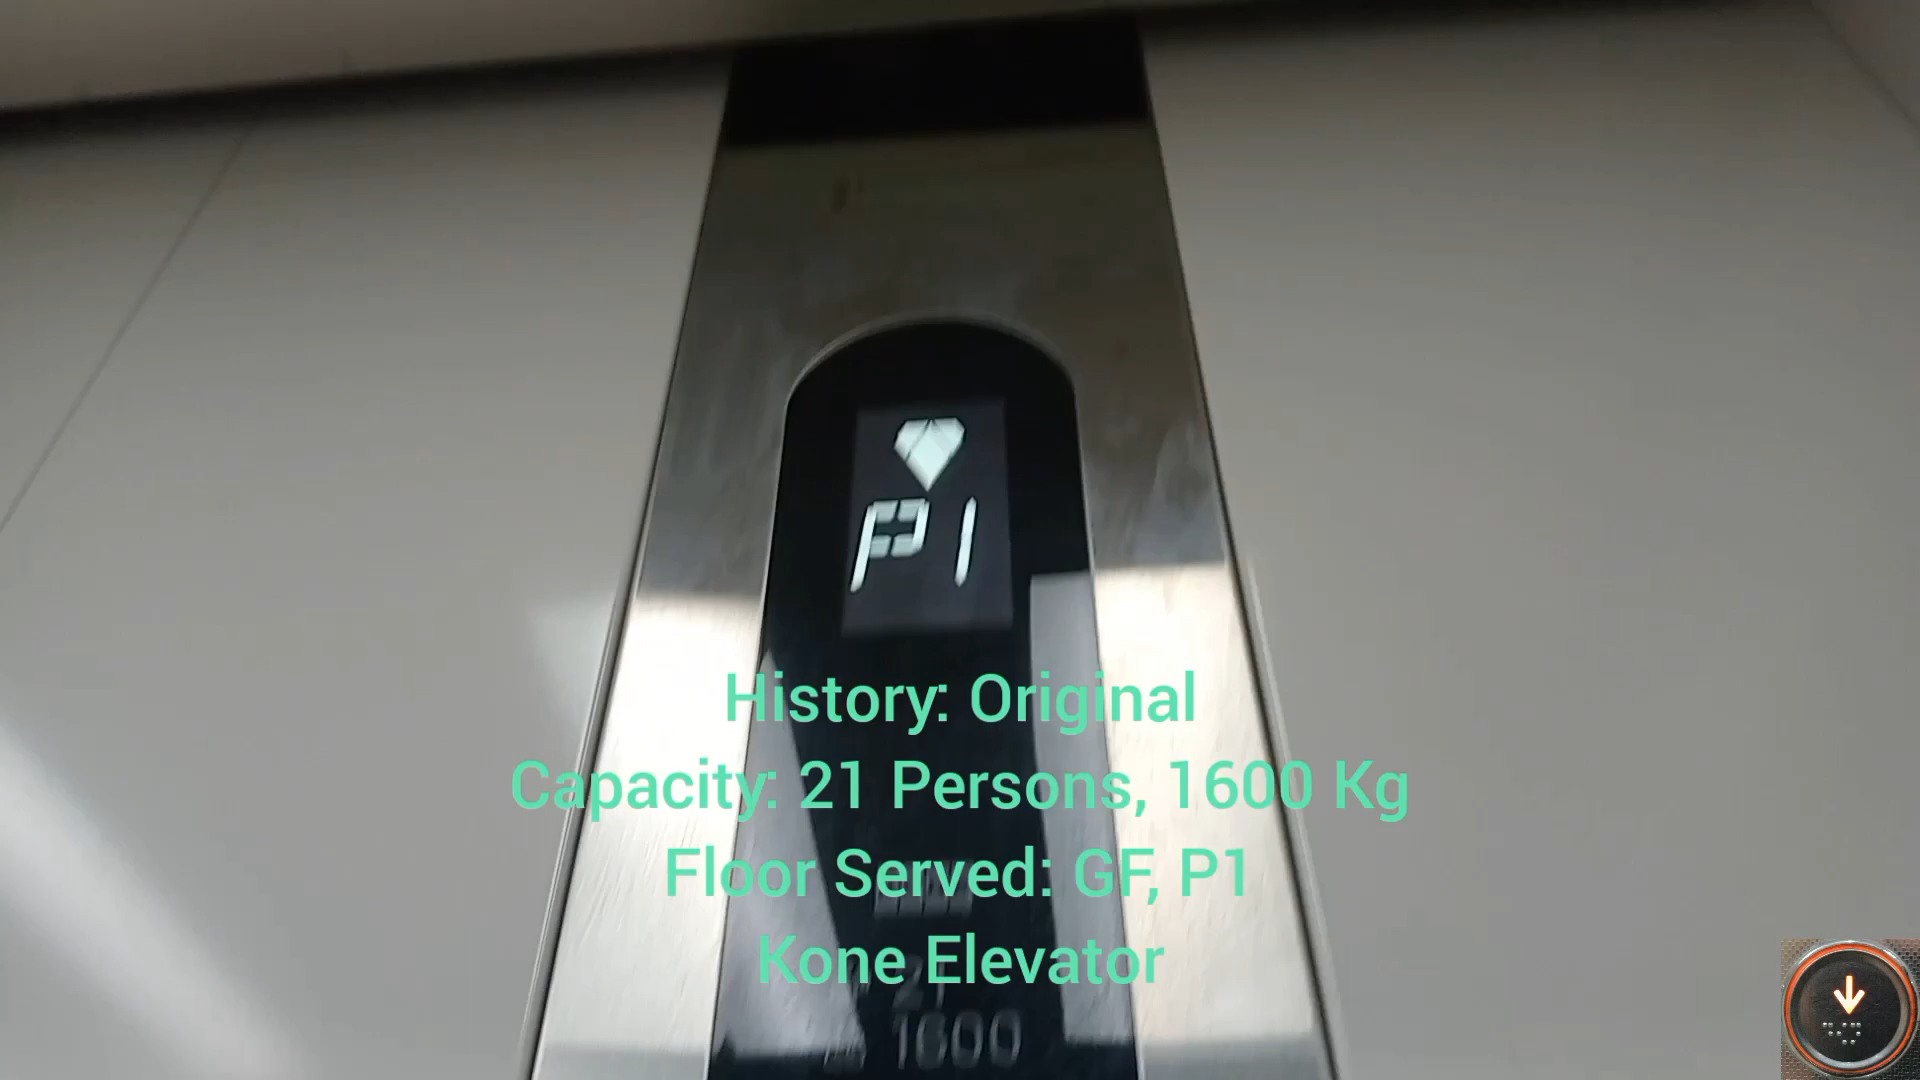 P1
History: Original
Capacity: 21 Persons, 1600 Kg
Floor Served: GF, P1
Kone Elevator
21
1600